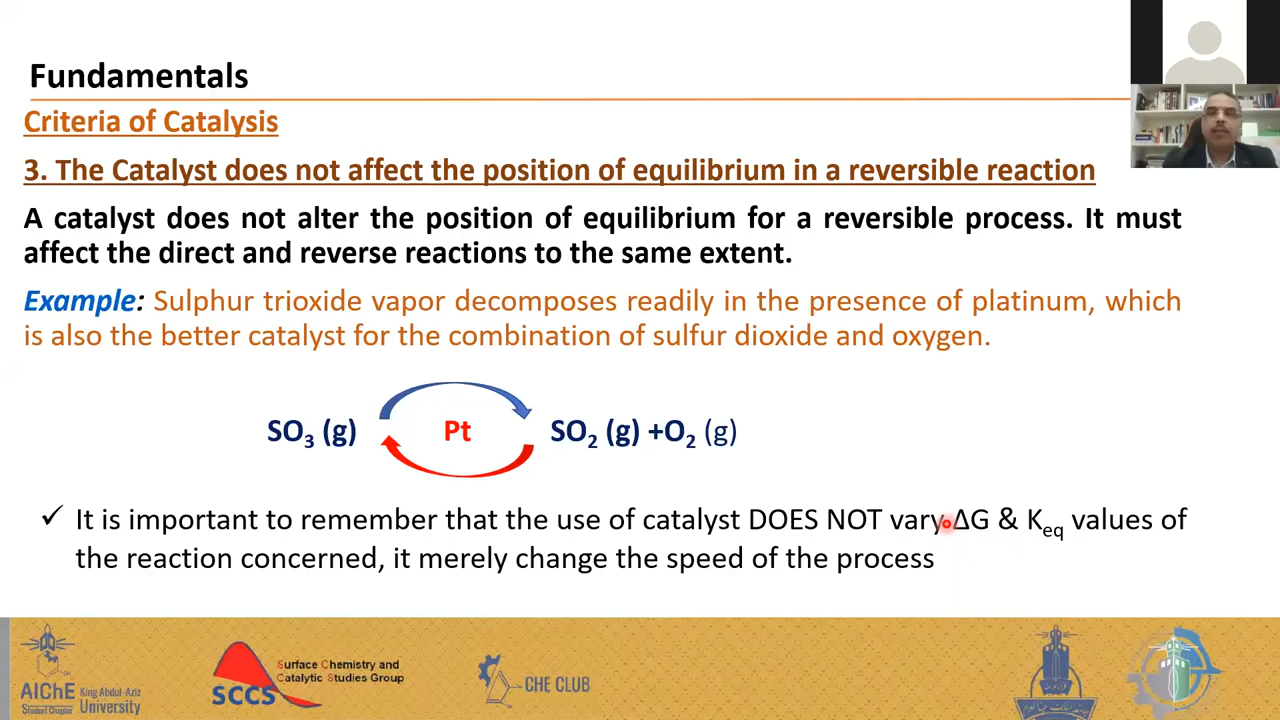 Fundamentals
Criteria of Catalysis
3. The Catalyst does not affect the position of equilibrium in a reversible reaction
A catalyst does not alter the position of equilibrium for a reversible process. It must
affect the direct and reverse reactions to the same extent.
Example: Sulphur trioxide vapor decomposes readily in the presence of platinum, which
is also the better catalyst for the combination of sulfur dioxide and oxygen.
SO₃ (g) Pt SO₂ (g) +O₂ (g)
✓ It is important to remember that the use of catalyst DOES NOT vary ΔG & Keq values of
the reaction concerned, it merely change the speed of the process
AIChE
Student Chapter
King Abdul-Aziz
University
SCCS
Surface Chemistry and
Catalytic Studies Group
CHE CLUB